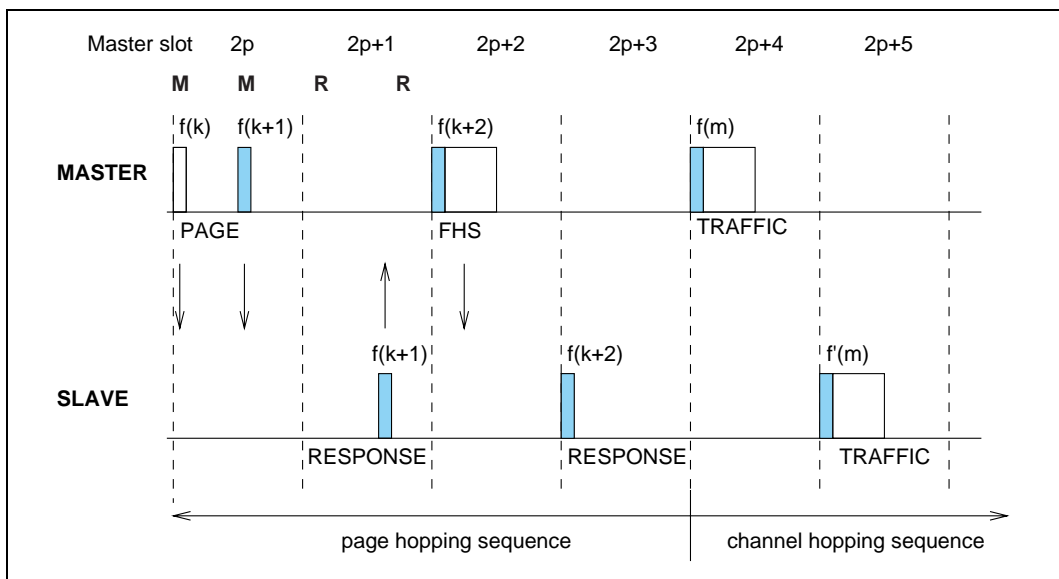 Master slot 2p 2p+1 2p+2 2p+3 2p+4 2p+5
M M R R
f(k) f(k+1) f(k+2) f(m)
MASTER
PAGE FHS TRAFFIC
f(k+1) f(k+2) f'(m)
SLAVE
RESPONSE RESPONSE TRAFFIC
page hopping sequence channel hopping sequence